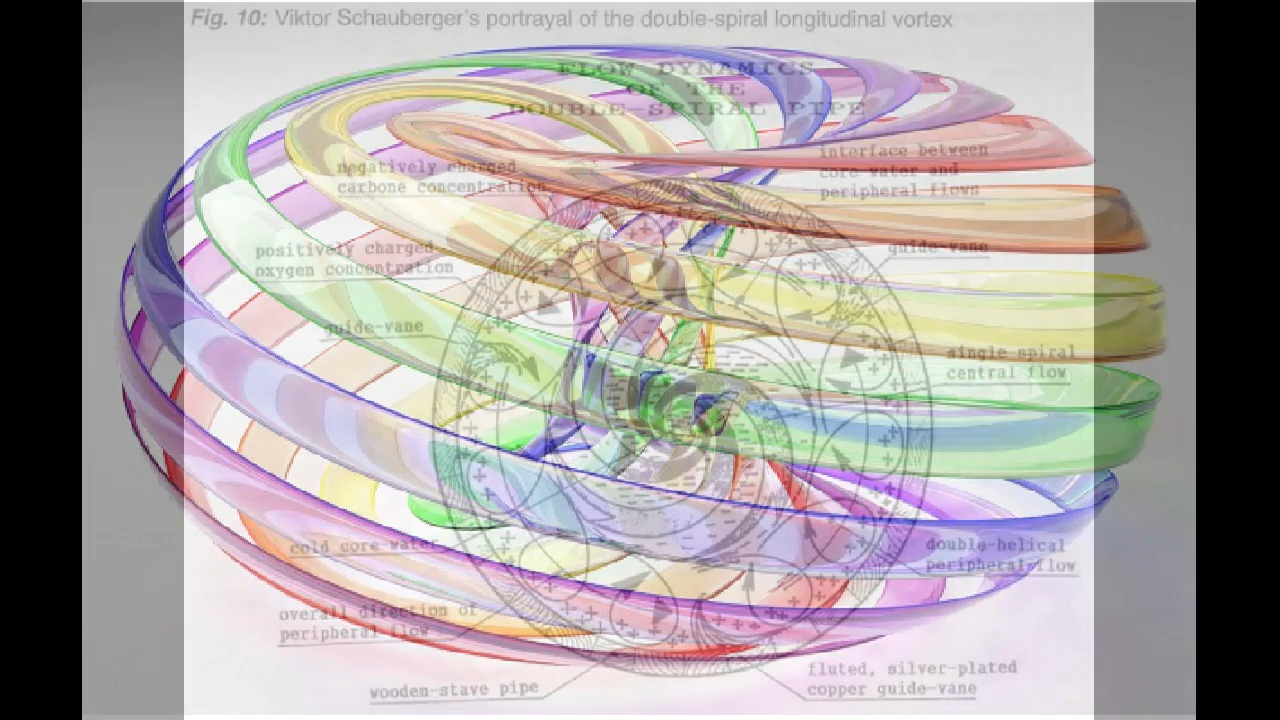 Fig. 10: Viktor Schauberger's portrayal of the double-spiral longitudinal vortex
FLOW DYNAMICS
OF THE
DOUBLE-SPIRAL PIPE
negatively charged
carbone concentration
interface between
core water and
peripheral flows
positively charged
oxygen concentration
guide-vane
guide-vane
single spiral
central flow
cold core water
double-helical
peripheral flow
overall direction of
peripheral flow
wooden-stave pipe
fluted, silver-plated
copper guide-vane